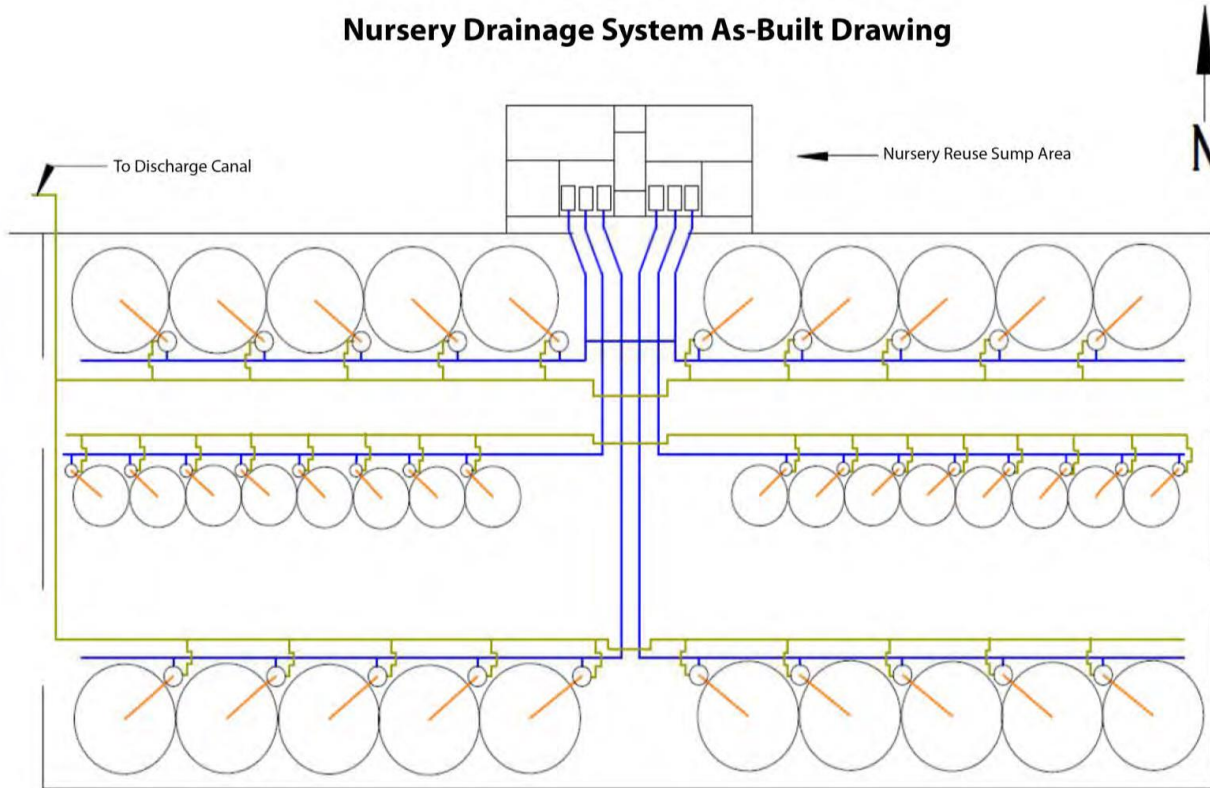 Nursery Drainage System As-Built Drawing
N
To Discharge Canal
Nursery Reuse Sump Area